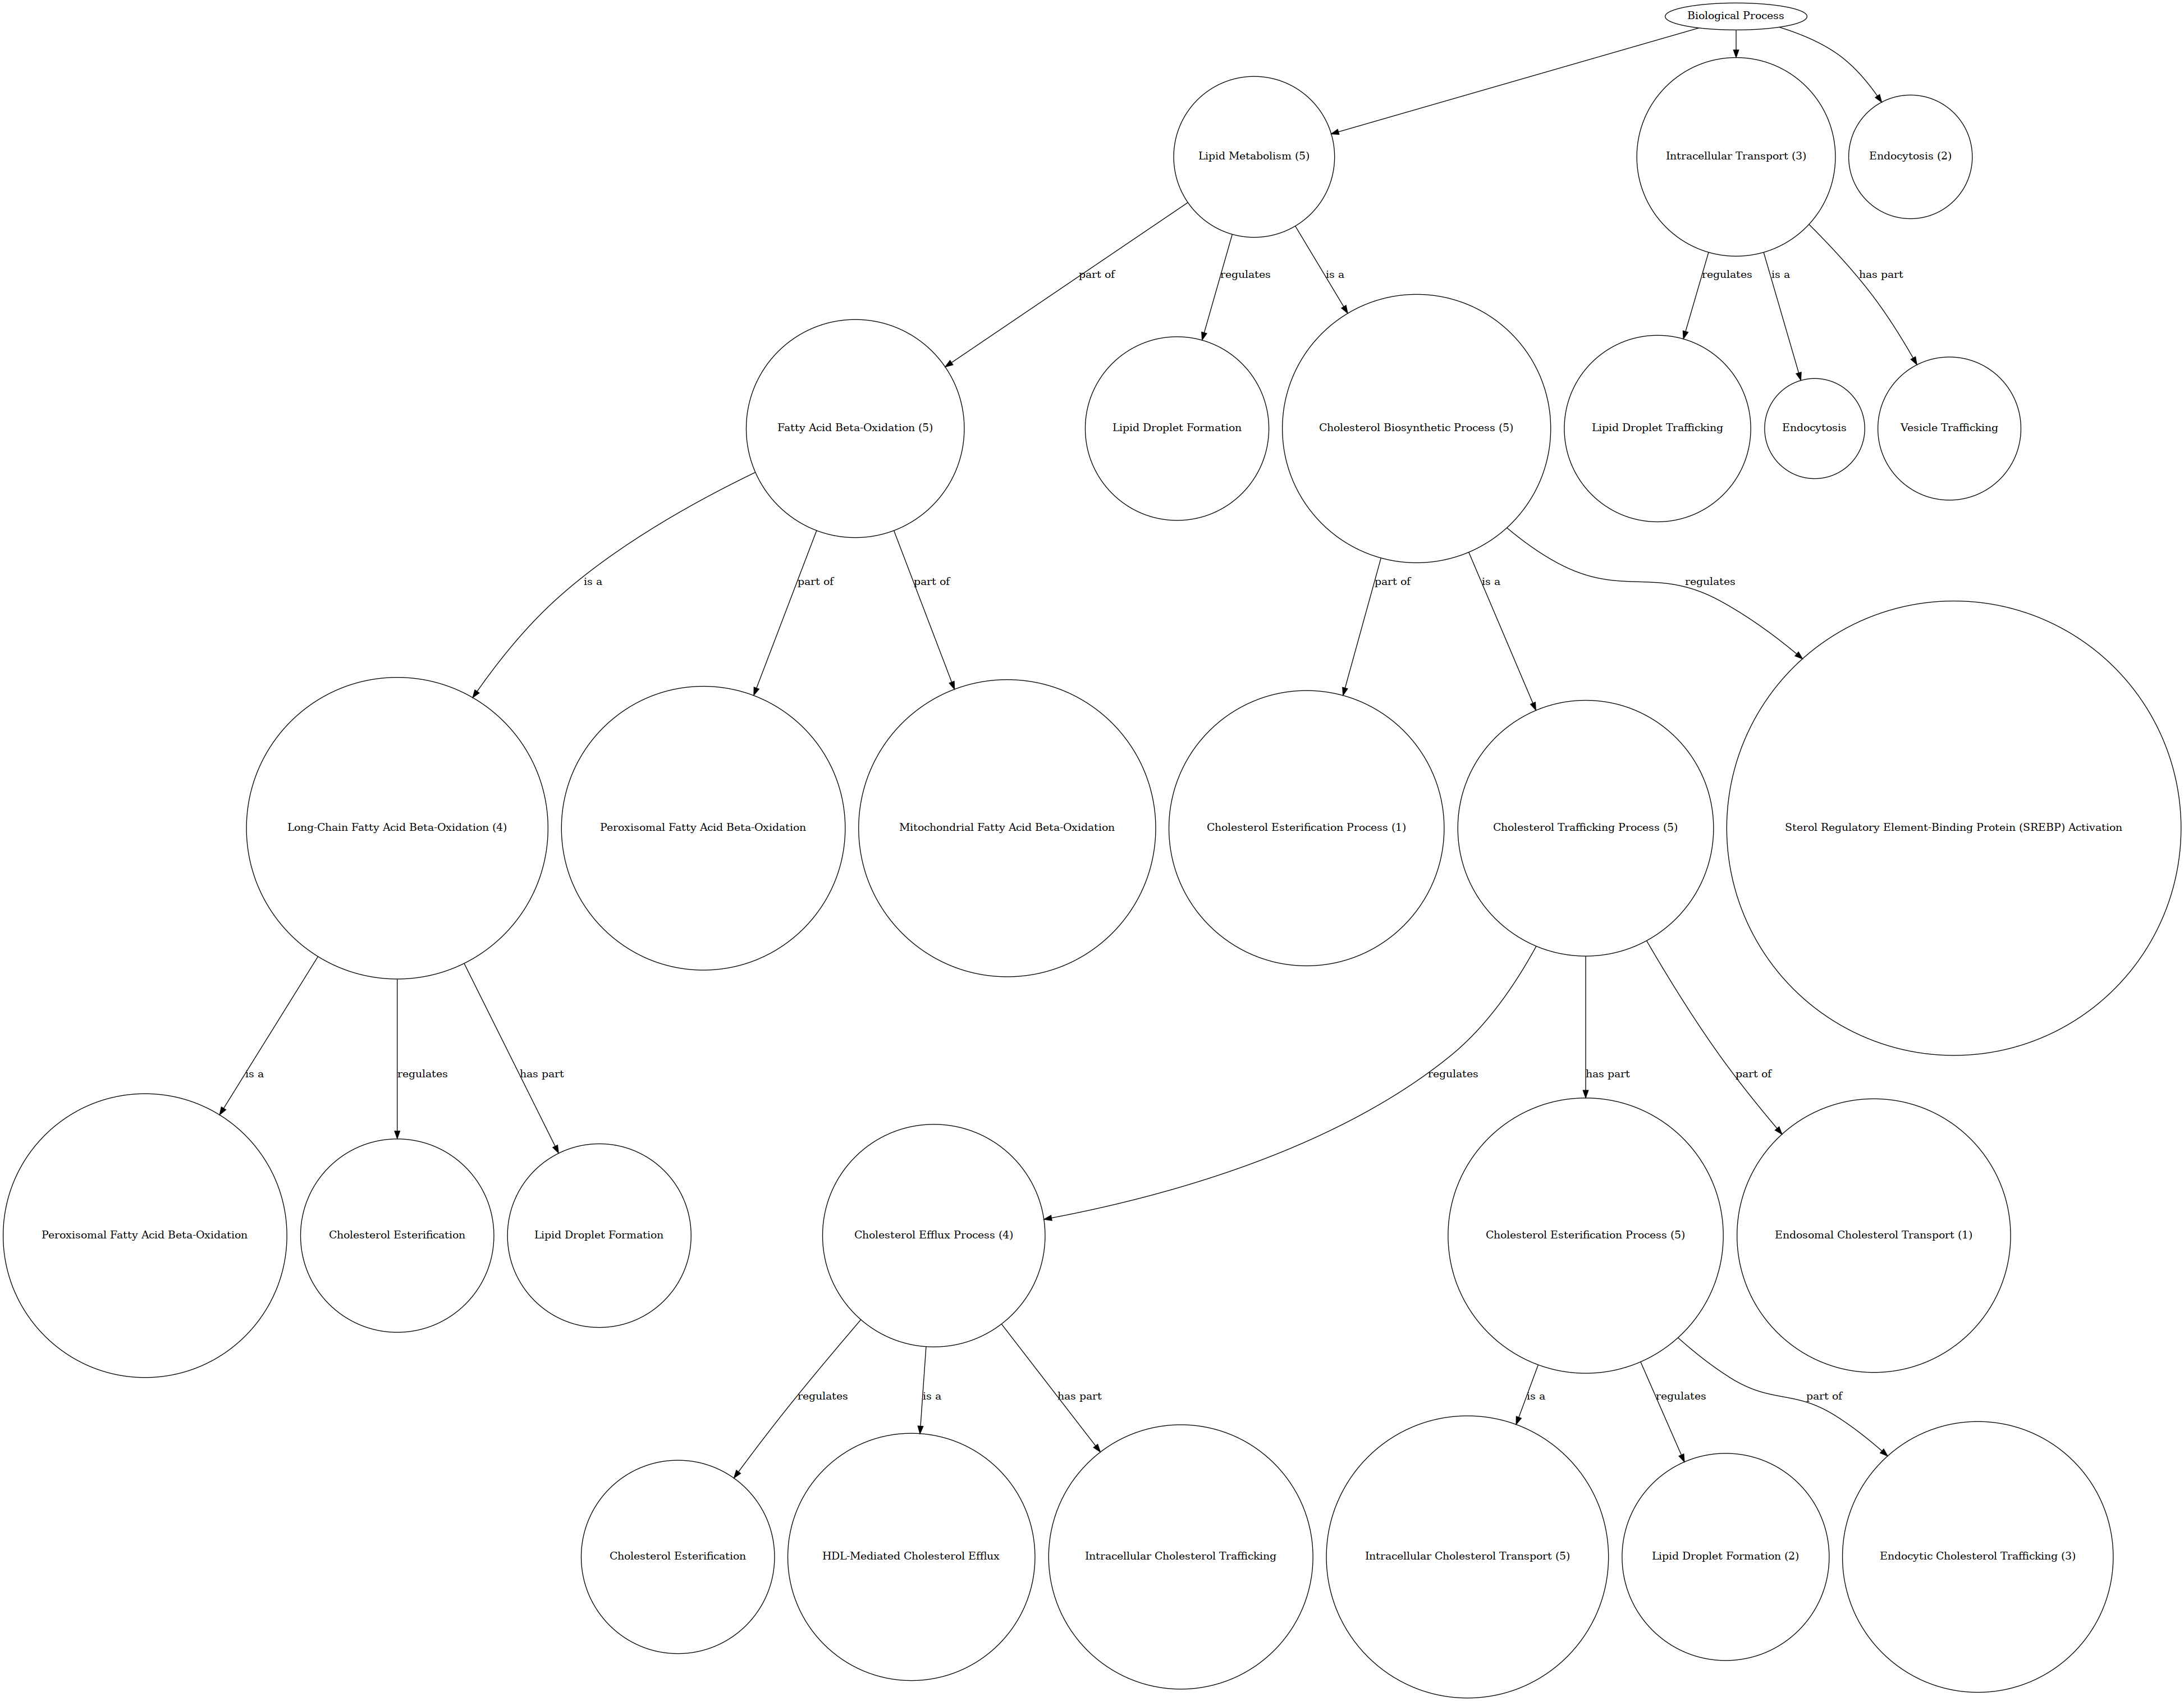 Biological Process
Lipid Metabolism (5)
Intracellular Transport (3)
Endocytosis (2)
part of
regulates
is a
regulates
is a
has part
Fatty Acid Beta-Oxidation (5)
Lipid Droplet Formation
Cholesterol Biosynthetic Process (5)
Lipid Droplet Trafficking
Endocytosis
Vesicle Trafficking
is a
part of
part of
part of
is a
regulates
Long-Chain Fatty Acid Beta-Oxidation (4)
Peroxisomal Fatty Acid Beta-Oxidation
Mitochondrial Fatty Acid Beta-Oxidation
Cholesterol Esterification Process (1)
Cholesterol Trafficking Process (5)
Sterol Regulatory Element-Binding Protein (SREBP) Activation
is a
regulates
has part
regulates
has part
part of
Peroxisomal Fatty Acid Beta-Oxidation
Cholesterol Esterification
Lipid Droplet Formation
Cholesterol Efflux Process (4)
Cholesterol Esterification Process (5)
Endosomal Cholesterol Transport (1)
regulates
is a
has part
is a
regulates
part of
Cholesterol Esterification
HDL-Mediated Cholesterol Efflux
Intracellular Cholesterol Trafficking
Intracellular Cholesterol Transport (5)
Lipid Droplet Formation (2)
Endocytic Cholesterol Trafficking (3)